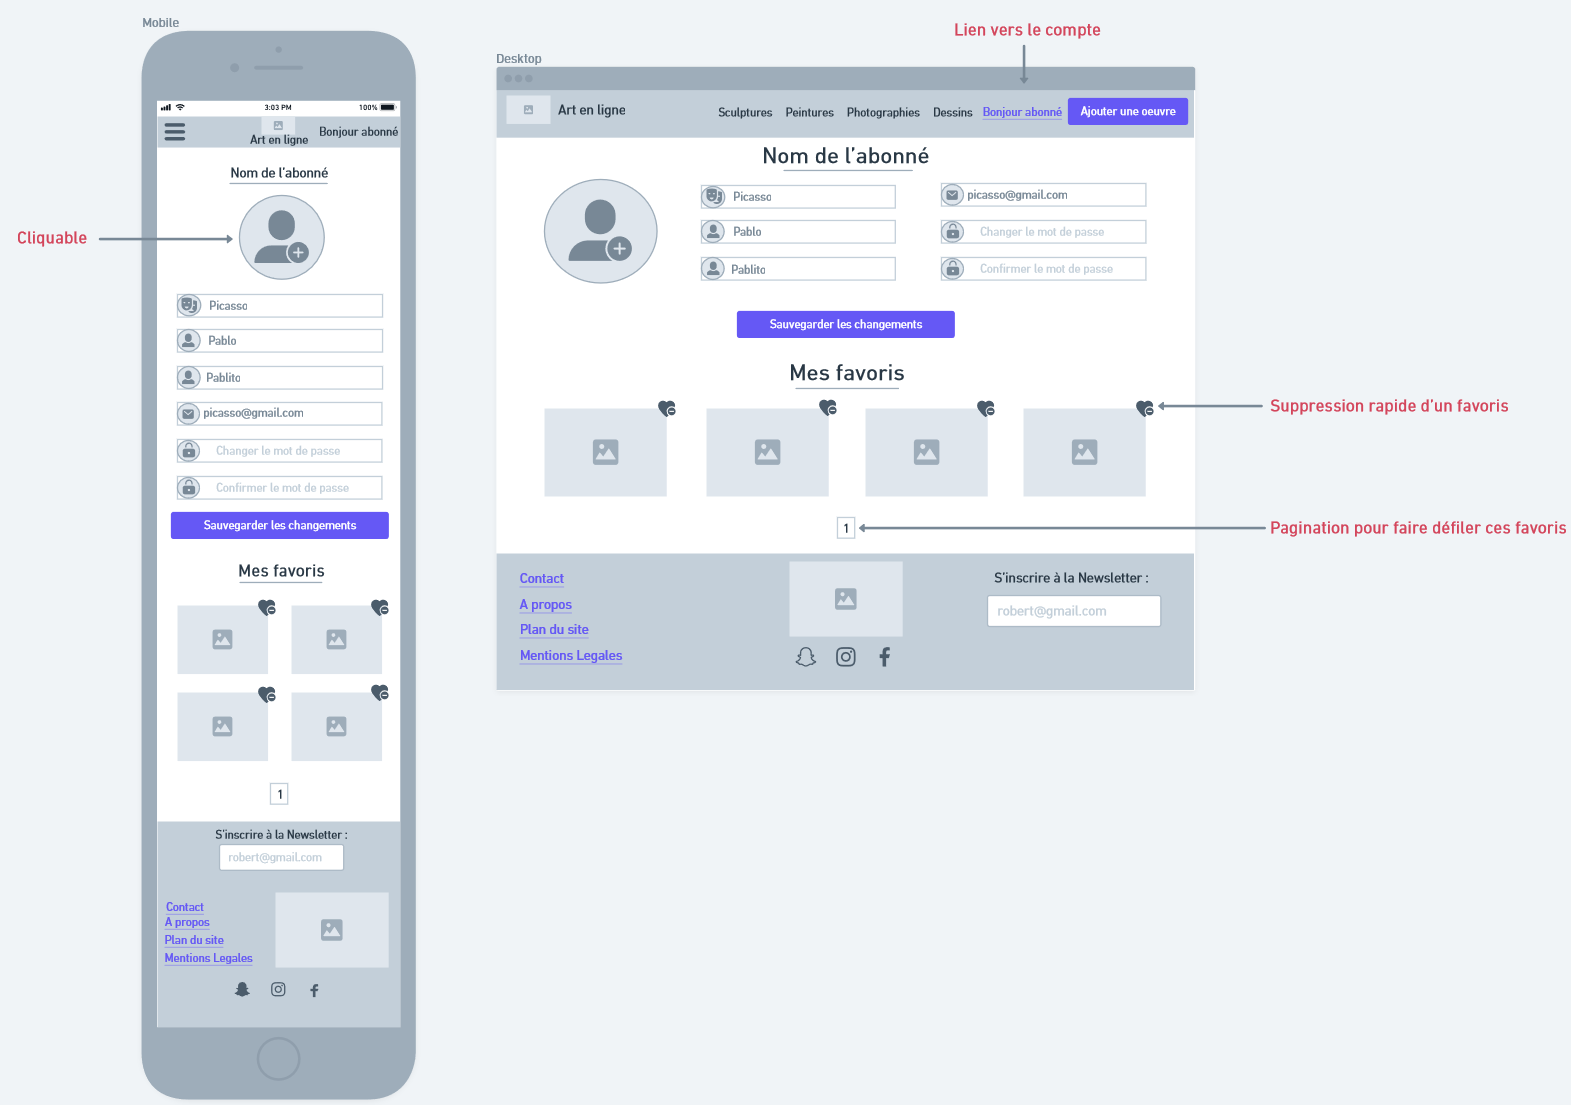 Mobile
3:03 PM
100%
Art en ligne
Bonjour abonné
Nom de l'abonné
Cliquable
Picasso
Pablo
Pablito
picasso@gmail.com
Changer le mot de passe
Confirmer le mot de passe
Sauvegarder les changements
Mes favoris
1
S'inscrire à la Newsletter :
robert@gmail.com
Contact
A propos
Plan du site
Mentions Legales
Lien vers le compte
Desktop
Art en ligne
Sculptures
Peintures
Photographies
Dessins
Bonjour abonné
Ajouter une oeuvre
Nom de l'abonné
Picasso
Pablo
Pablito
picasso@gmail.com
Changer le mot de passe
Confirmer le mot de passe
Sauvegarder les changements
Mes favoris
Suppression rapide d'un favoris
1
Pagination pour faire défiler ces favoris
Contact
A propos
Plan du site
Mentions Legales
S'inscrire à la Newsletter :
robert@gmail.com